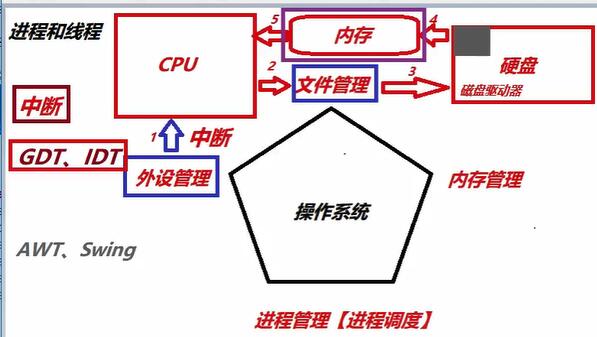 进程和线程
5
内存
4
CPU
硬盘
2
文件管理
3
磁盘驱动器
中断
1
中断
GDT、IDT
外设管理
内存管理
操作系统
AWT、Swing
进程管理【进程调度】